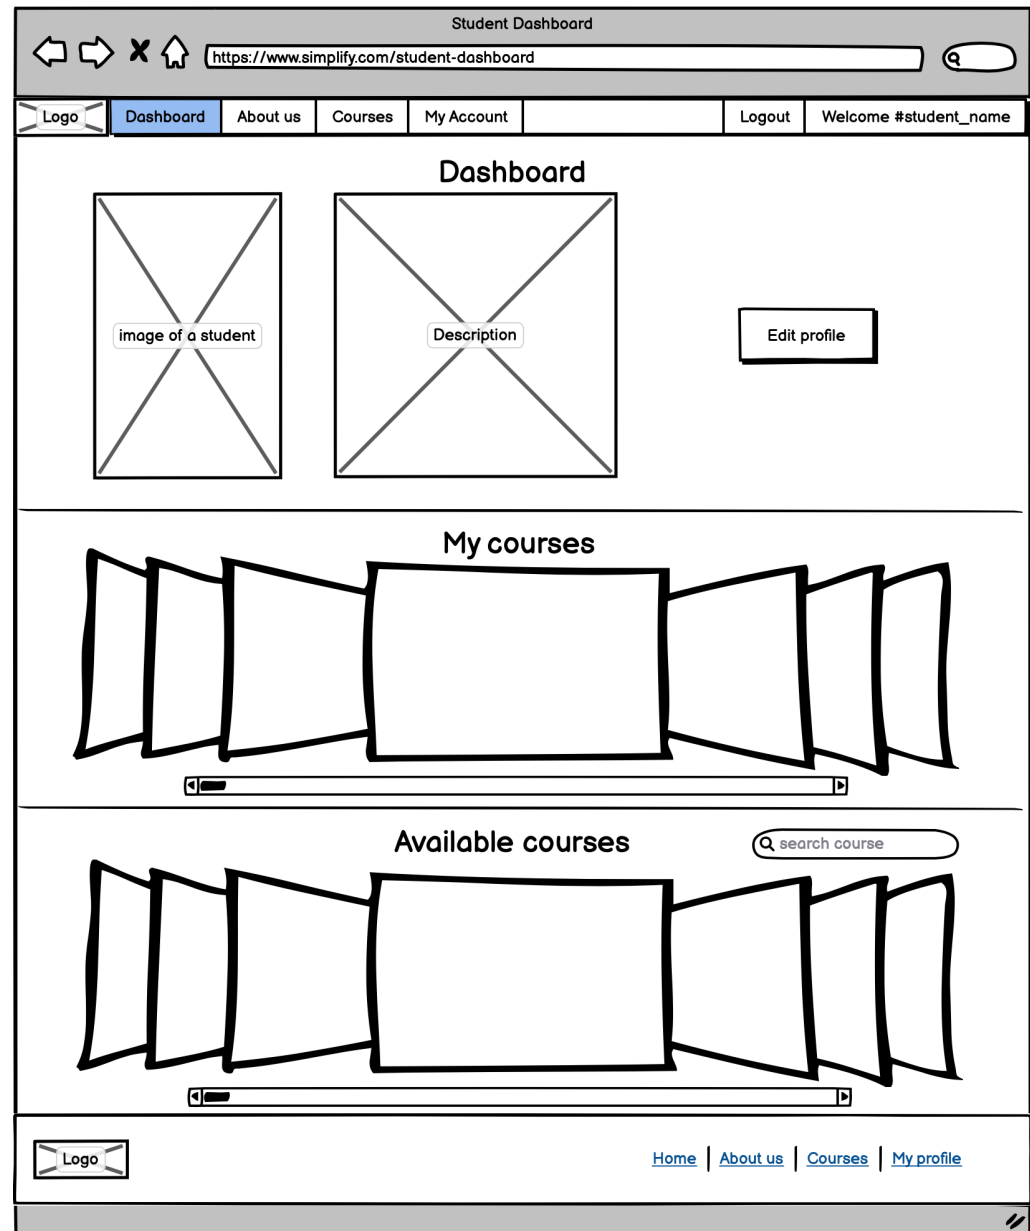 Student Dashboard
https://www.simplify.com/student-dashboard
Logo Dashboard About us Courses My Account Logout Welcome #student_name
Dashboard
image of a student
Description
Edit profile
My courses
Available courses
search course
Logo
Home About us Courses My profile